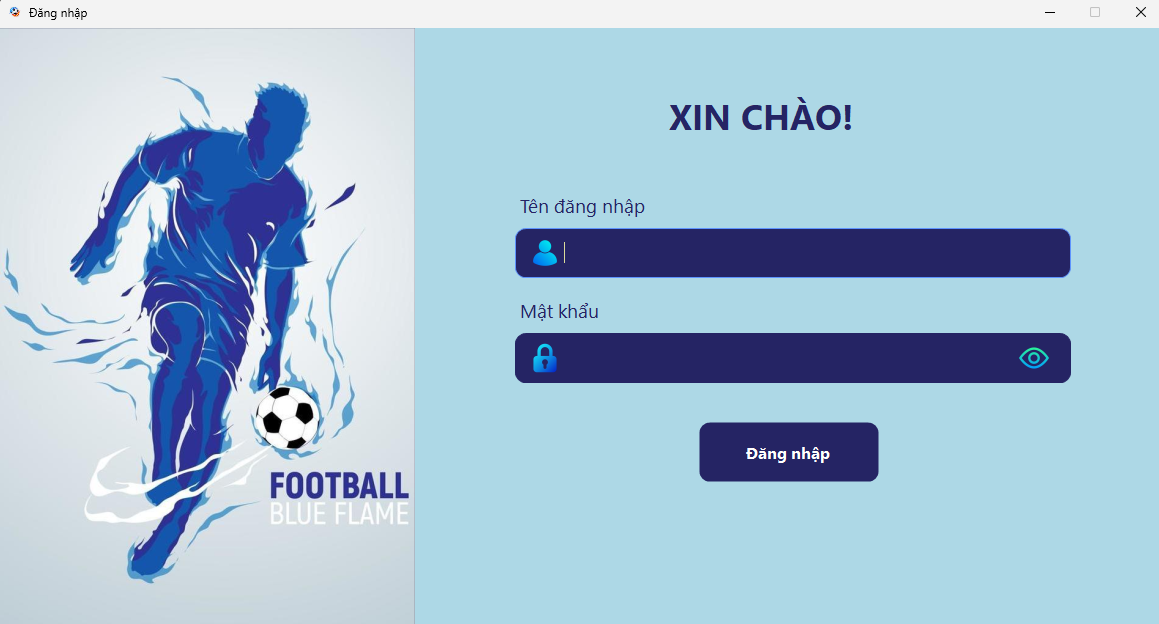 Đăng nhập
XIN CHÀO!
Tên đăng nhập
Mật khẩu
Đăng nhập
FOOTBALL
BLUE FLAME